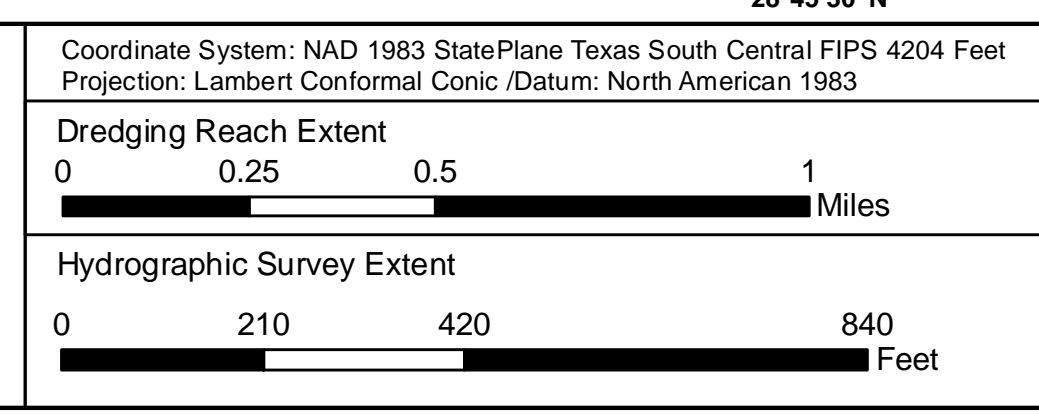 Coordinate System: NAD 1983 StatePlane Texas South Central FIPS 4204 Feet
Projection: Lambert Conformal Conic /Datum: North American 1983
Dredging Reach Extent
0 0.25 0.5 1
Miles
Hydrographic Survey Extent
0 210 420 840
Feet